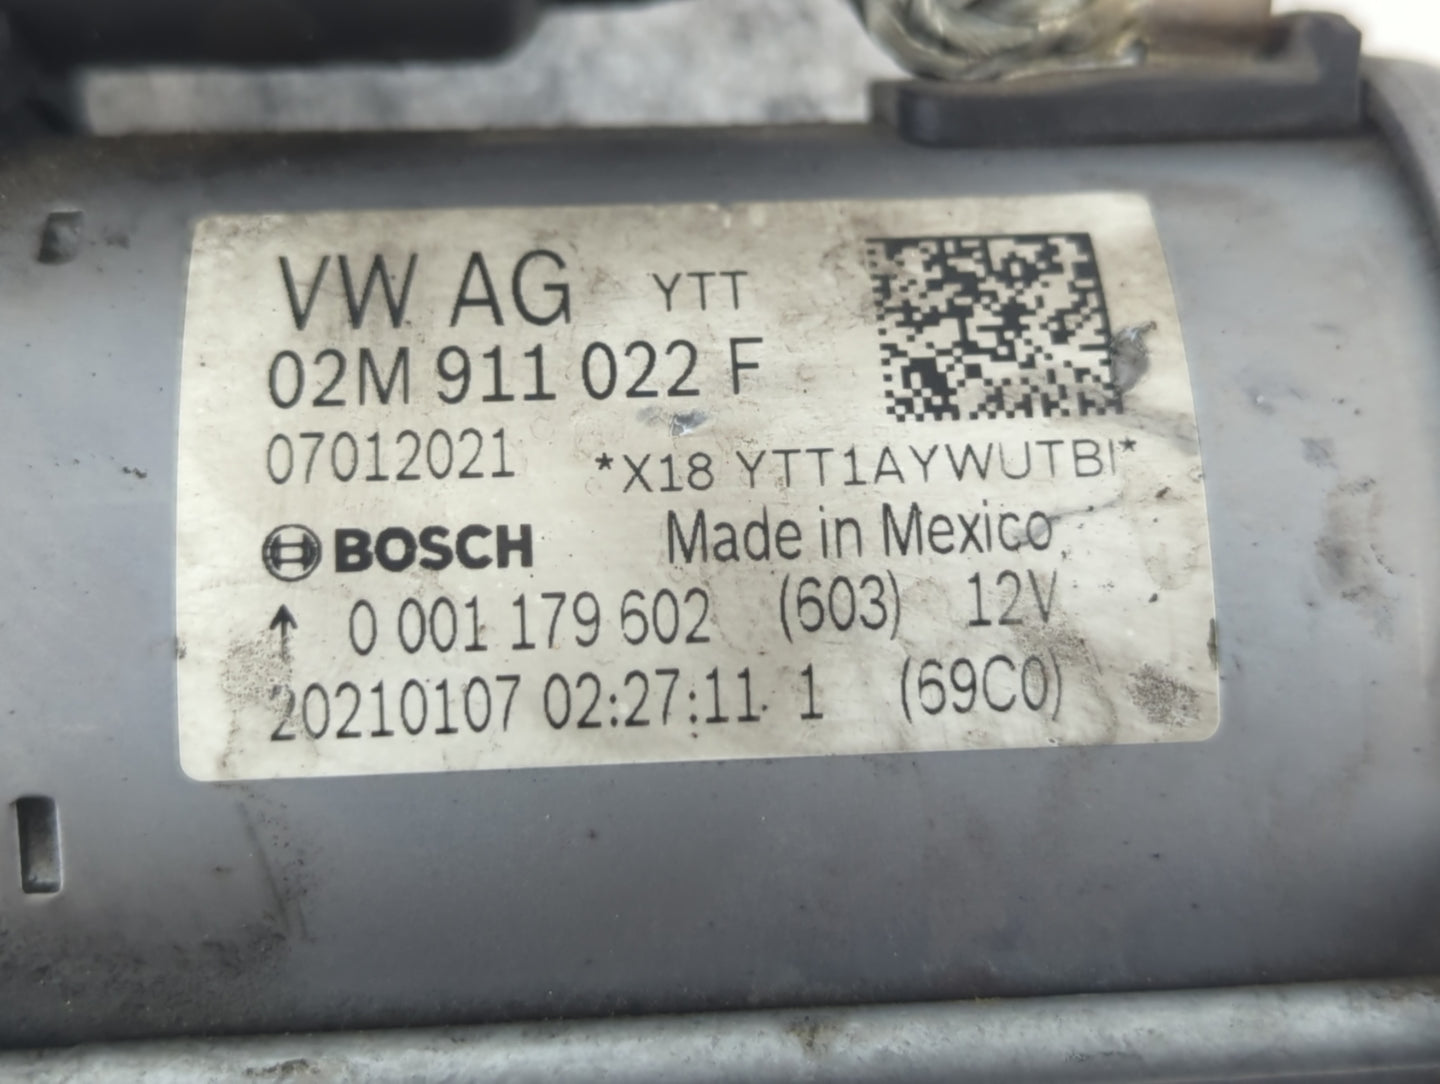 VW AG YTT
02M 911 022 F
07012021 *X18 YTT1AYWUTBI*
BOSCH Made in Mexico
↑ 0 001 179 602 (603) 12V
20210107 02:27:11 1 (69C0)